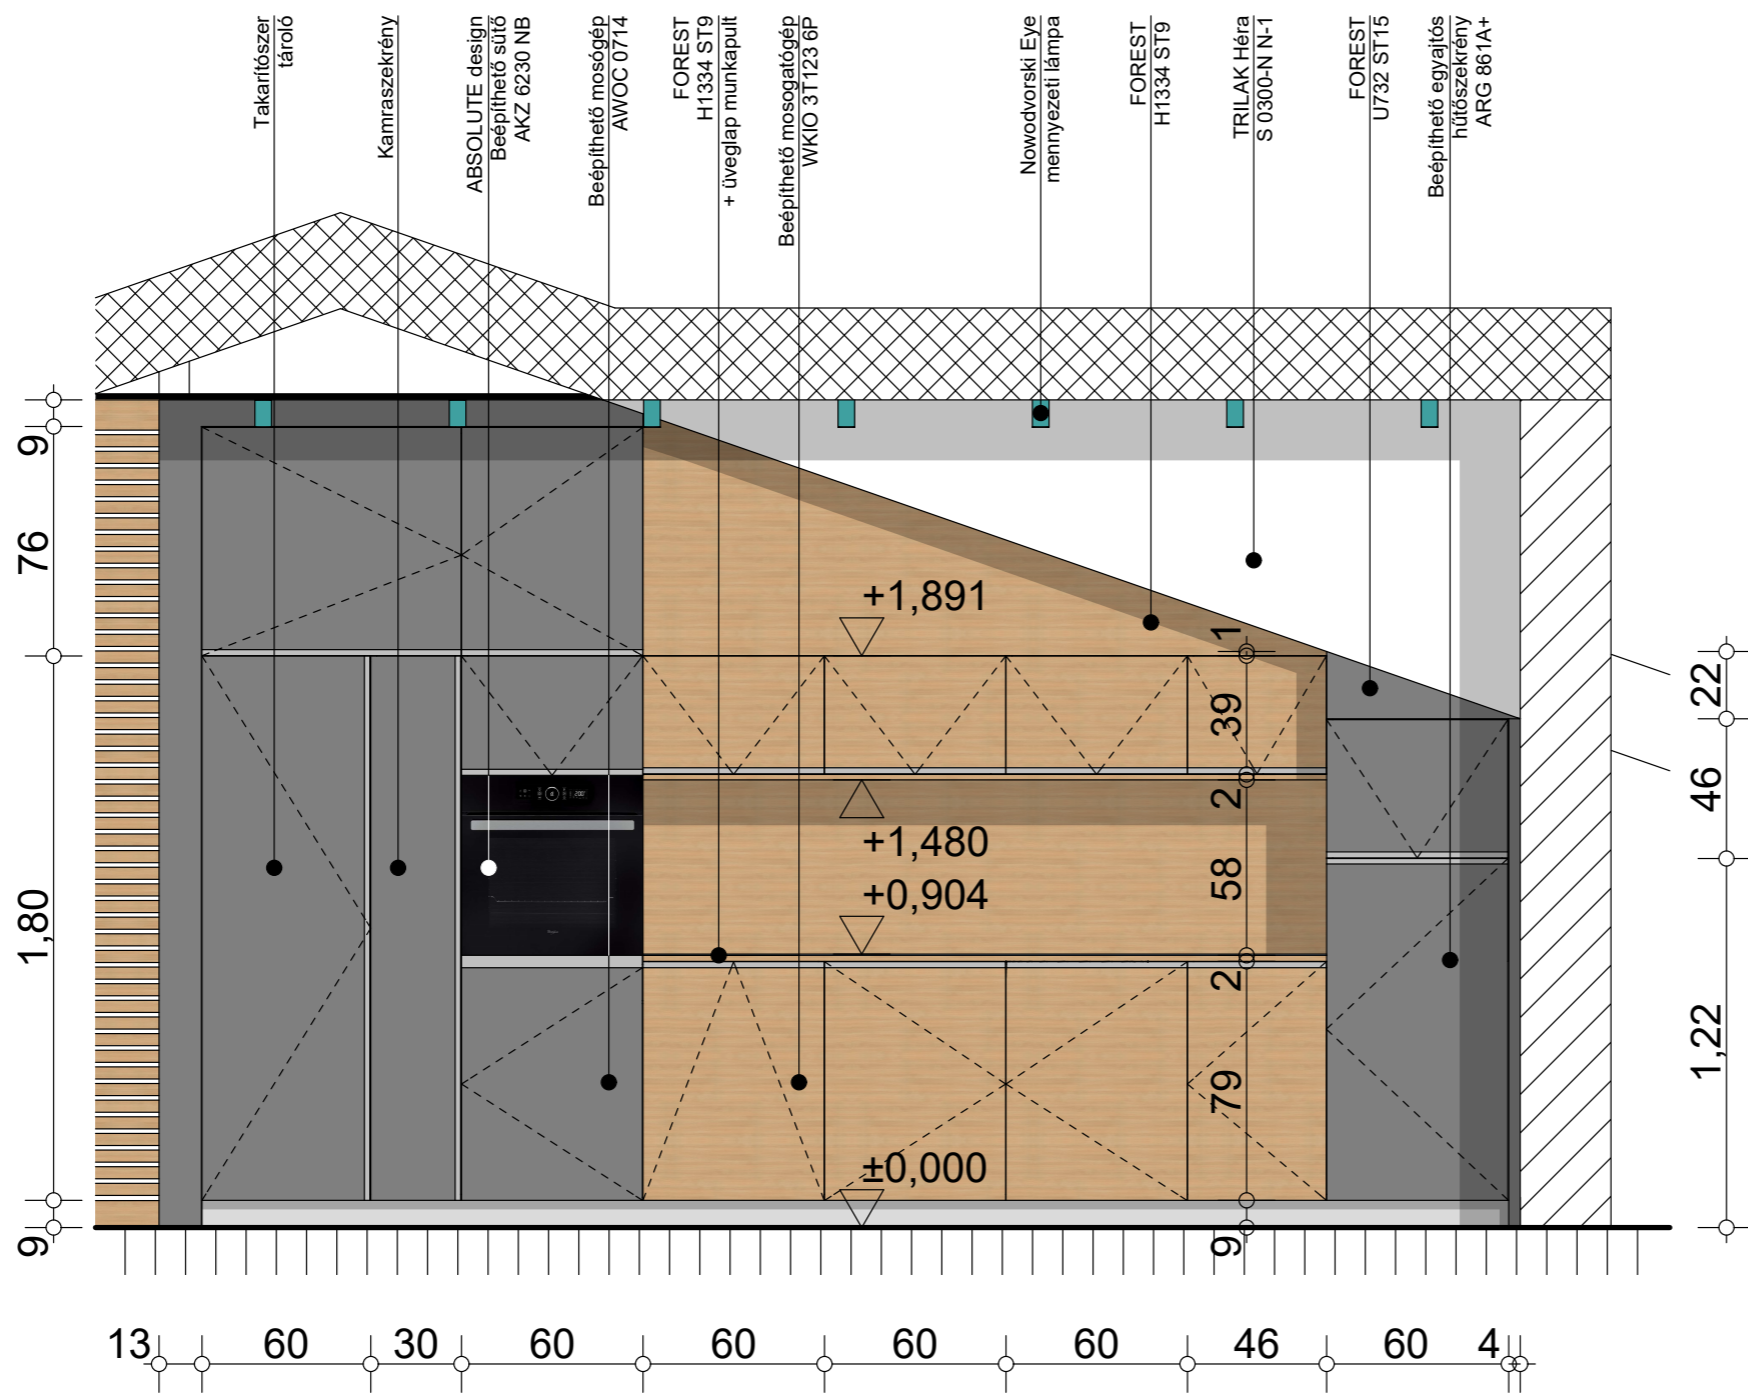 Takarítószer
tároló
Kamraszekrény
ABSOLUTE design
Beépíthető sütő
AKZ 6230 NB
Beépíthető mosógép
AWOC 0714
FOREST
H1334 ST9
+ üveglap munkapult
Beépíthető mosogatógép
WKIO 3T123 6P
Nowodvorski Eye
mennyezeti lámpa
FOREST
H1334 ST9
TRILAK Héra
S 0300-N N-1
FOREST
U732 ST15
Beépíthető egyajtós
hűtőszekrény
ARG 861A+
9
76
1,80
9
+1,891
+1,480
+0,904
±0,000
1
39
2
58
2
79
9
22
46
1,22
13
60
30
60
60
60
60
46
60
4